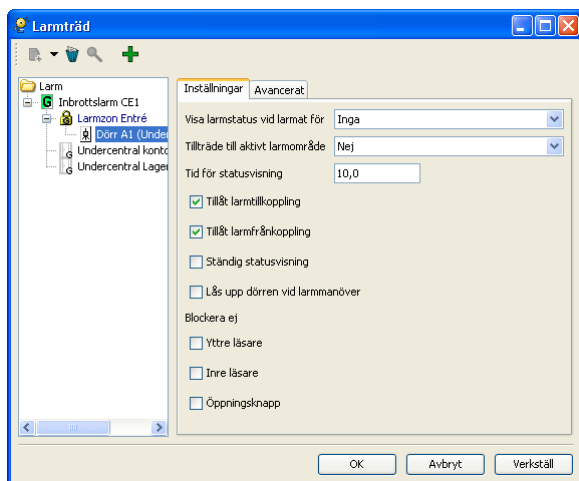 Larmträd
Larm
G Inbrottslarm CE1
Larmzon Entré
Dörr A1 (Under
G Undercentral konto
G Undercentral Lager
Inställningar Avancerat
Visa larmstatus vid larmat för Inga
Tillträde till aktivt larmområde Nej
Tid för statusvisning 10,0
Tillåt larmtillkoppling
Tillåt larmfrånkoppling
Ständig statusvisning
Lås upp dörren vid larmmanöver
Blockera ej
Yttre läsare
Inre läsare
Öppningsknapp
OK Avbryt Verkställ